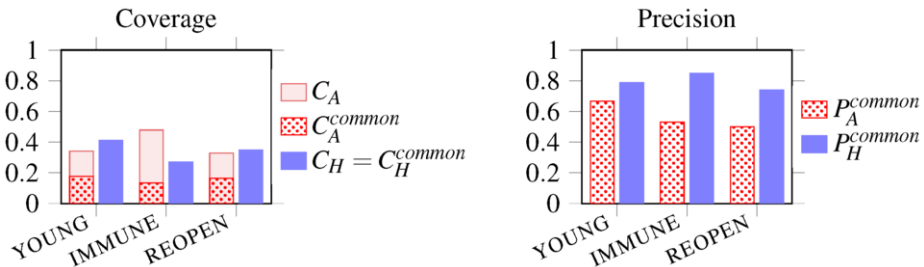 Coverage
1
0.8
0.6
0.4
0.2
0
YOUNG
IMMUNE
REOPEN
C_A
C_A^common
C_H = C_H^common
Precision
1
0.8
0.6
0.4
0.2
0
YOUNG
IMMUNE
REOPEN
P_A^common
P_H^common